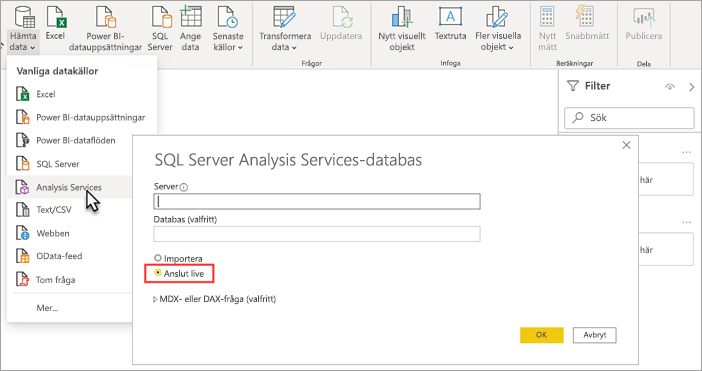 Hämta
data
Excel
Power BI-
datauppsättningar
SQL
Server
Ange
data
Senaste
källor
Transformera
data
Uppdatera
Nytt visuellt
objekt
Textruta
Fler visuella
objekt
Nytt
mått
Snabbmått
Publicera
Frågor
Infoga
Beräkningar
Dela
Vanliga datakällor
Excel
Power BI-datauppsättningar
Power BI-dataflöden
SQL Server
Analysis Services
Text/CSV
Webben
OData-feed
Tom fråga
Mer...
SQL Server Analysis Services-databas
Server
Databas (valfritt)
Importera
Anslut live
MDX- eller DAX-fråga (valfritt)
OK
Avbryt
Filter
Sök
här
här